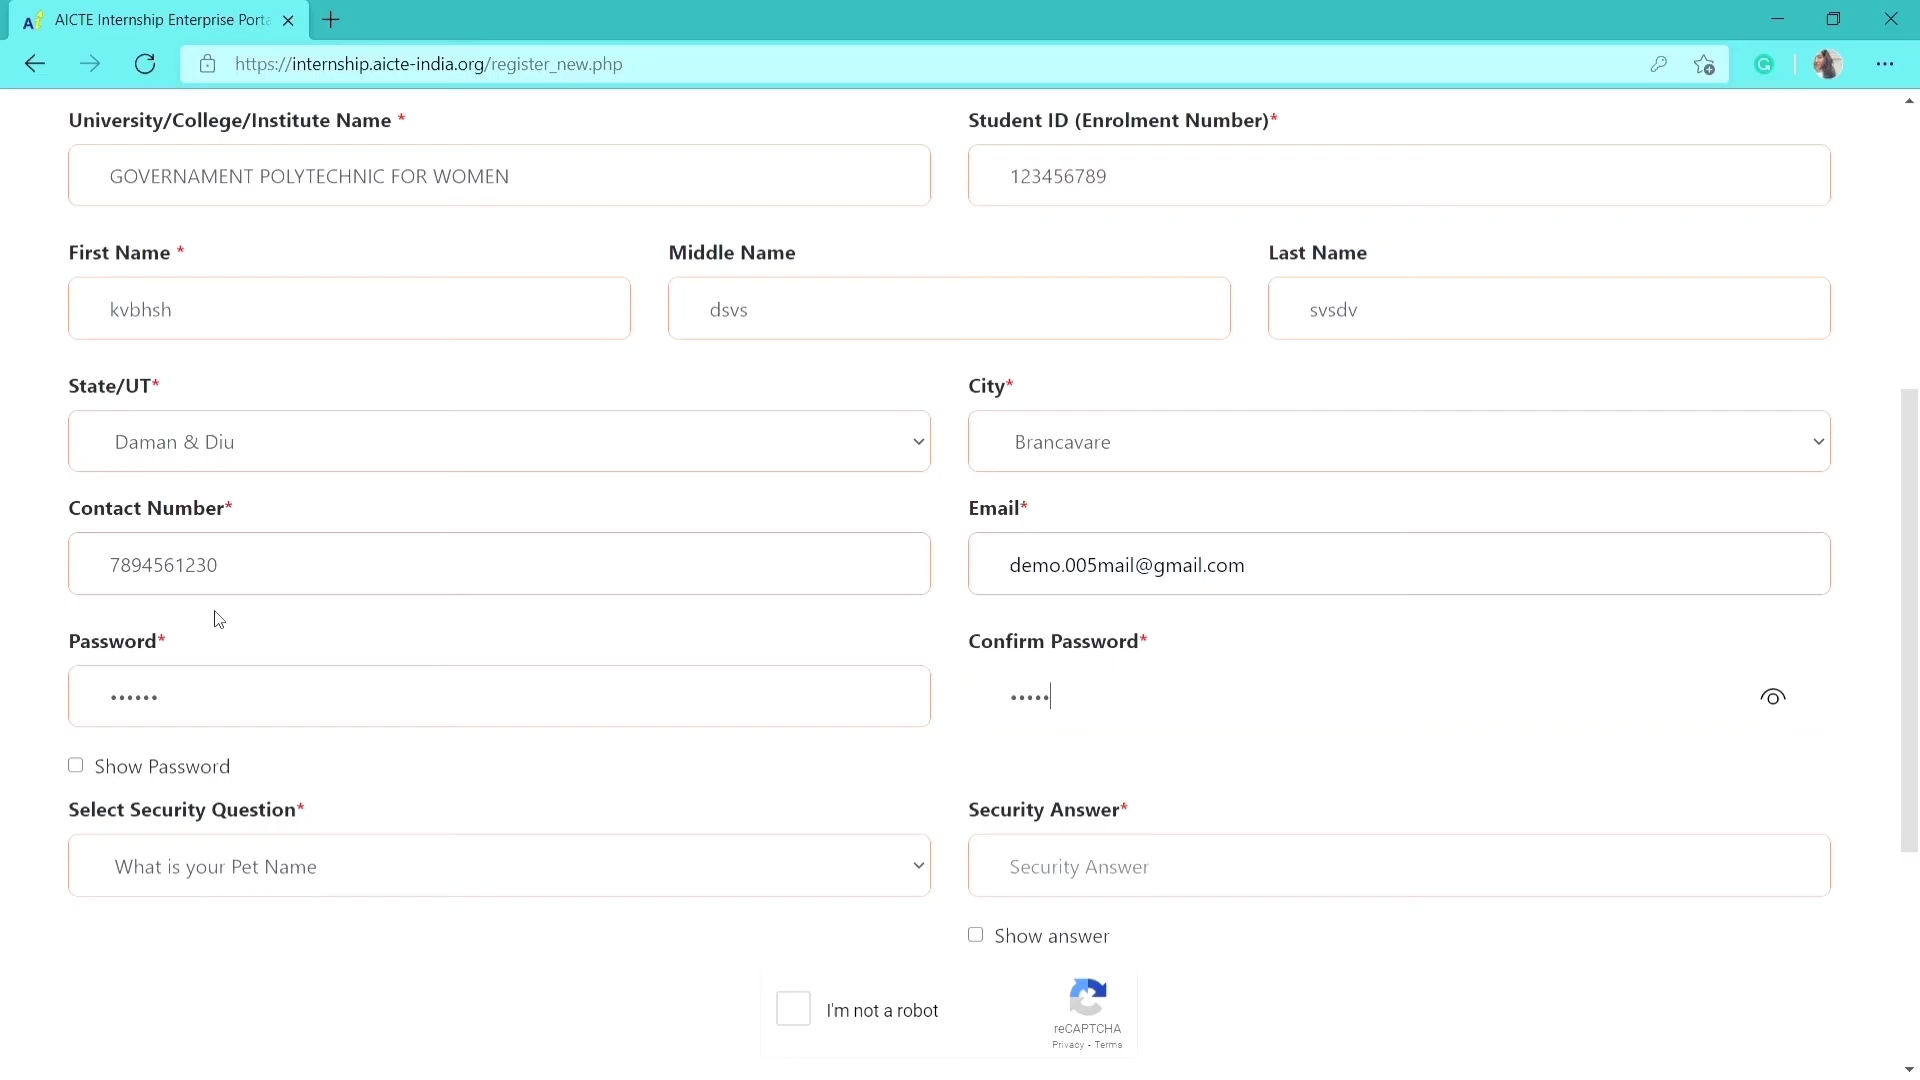 AICTE Internship Enterprise Porta
https://internship.aicte-india.org/register_new.php
University/College/Institute Name *
Student ID (Enrolment Number)*
GOVERNAMENT POLYTECHNIC FOR WOMEN
123456789
First Name *
Middle Name
Last Name
kvbhsh
dsvs
svsdv
State/UT*
City*
Daman & Diu
Brancavare
Contact Number*
Email*
7894561230
demo.005mail@gmail.com
Password*
Confirm Password*
••••••
•••••
Show Password
Select Security Question*
Security Answer*
What is your Pet Name
Security Answer
Show answer
I'm not a robot
reCAPTCHA
Privacy - Terms